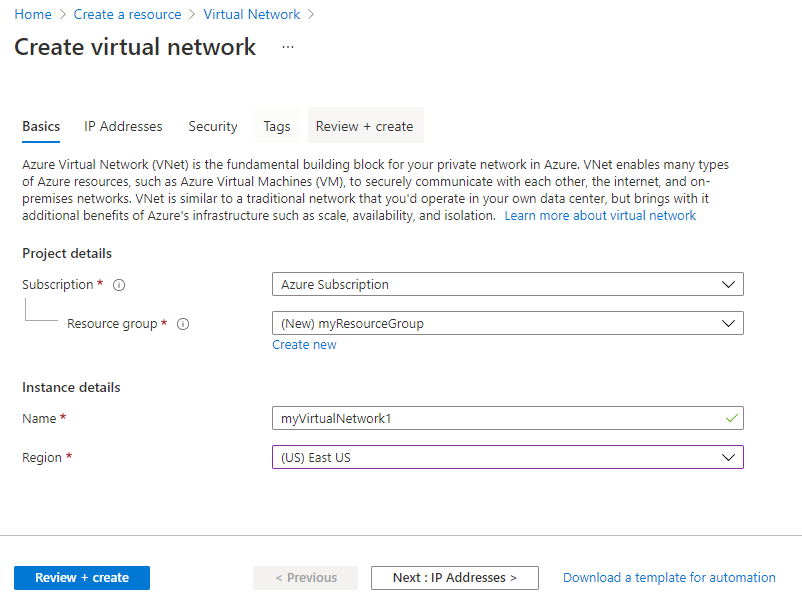 Home > Create a resource > Virtual Network >
Create virtual network ...
Basics IP Addresses Security Tags Review + create
Azure Virtual Network (VNet) is the fundamental building block for your private network in Azure. VNet enables many types
of Azure resources, such as Azure Virtual Machines (VM), to securely communicate with each other, the internet, and on-
premises networks. VNet is similar to a traditional network that you'd operate in your own data center, but brings with it
additional benefits of Azure's infrastructure such as scale, availability, and isolation. Learn more about virtual network
Project details
Subscription * Azure Subscription
Resource group * (New) myResourceGroup
Create new
Instance details
Name * myVirtualNetwork1
Region * (US) East US
Review + create < Previous Next : IP Addresses > Download a template for automation